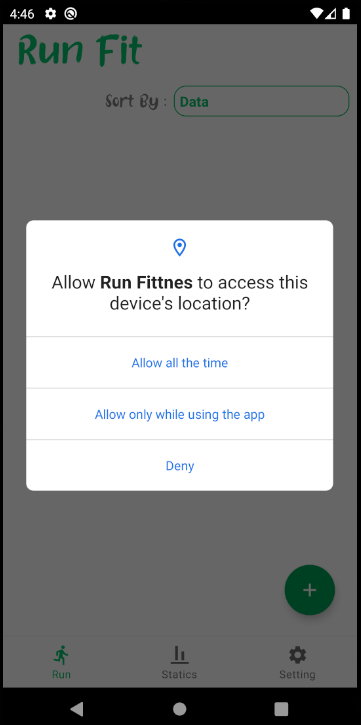 4:46
Run Fit
Sort By :
Data
Allow Run Fittnes to access this
device's location?
Allow all the time
Allow only while using the app
Deny
+
Run
Statics
Setting